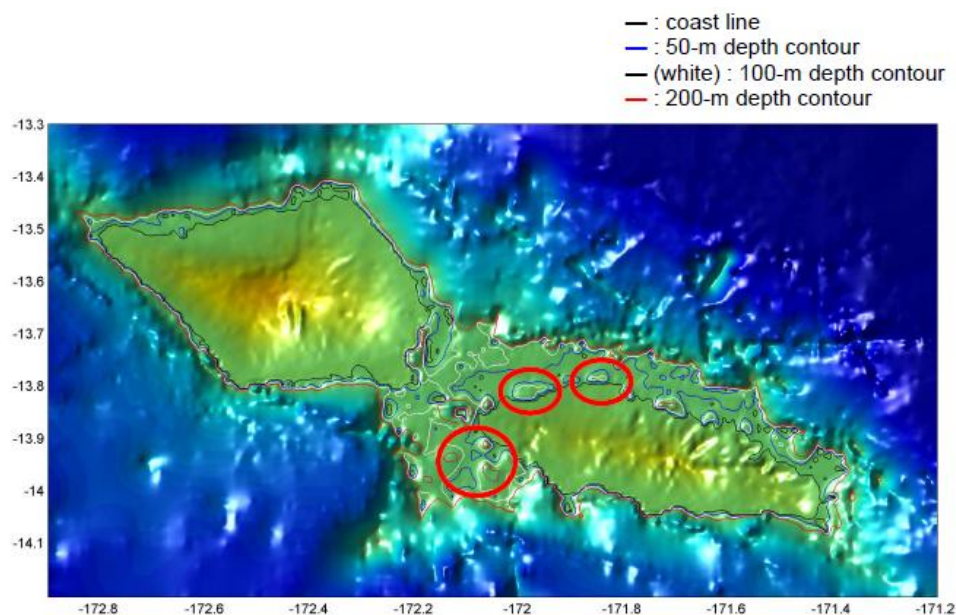 — : coast line
— : 50-m depth contour
— (white) : 100-m depth contour
— : 200-m depth contour
-13.3
-13.4
-13.5
-13.6
-13.7
-13.8
-13.9
-14
-14.1
-172.8 -172.6 -172.4 -172.2 -172 -171.8 -171.6 -171.4 -171.2